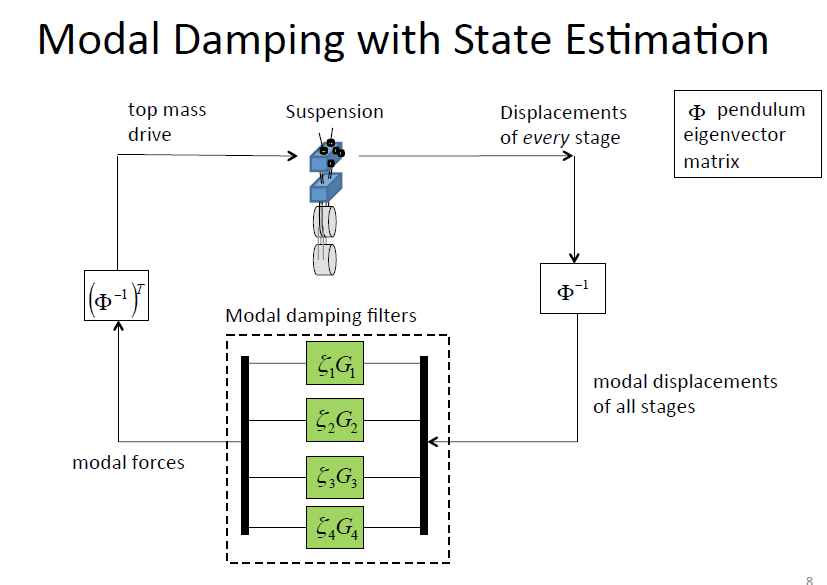 Modal Damping with State Estimation
top mass
drive
Suspension
Displacements
of every stage
Φ pendulum
eigenvector
matrix
(Φ⁻¹)ᵀ
Φ⁻¹
Modal damping filters
ζ₁G₁
ζ₂G₂
ζ₃G₃
ζ₄G₄
modal displacements
of all stages
modal forces
8